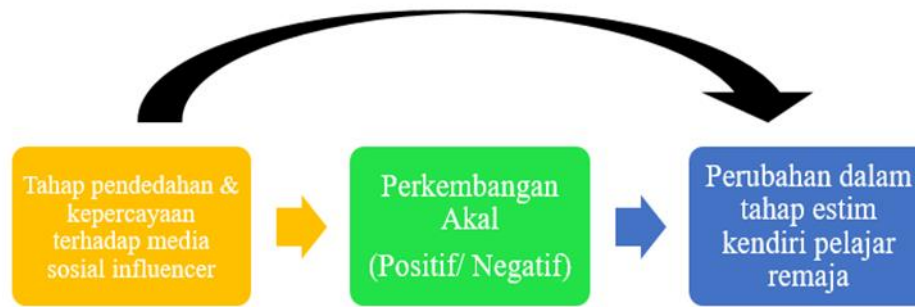 Tahap pendedahan &
kepercayaan
terhadap media
sosial influencer
Perkembangan
Akal
(Positif/ Negatif)
Perubahan dalam
tahap estim
kendiri pelajar
remaja